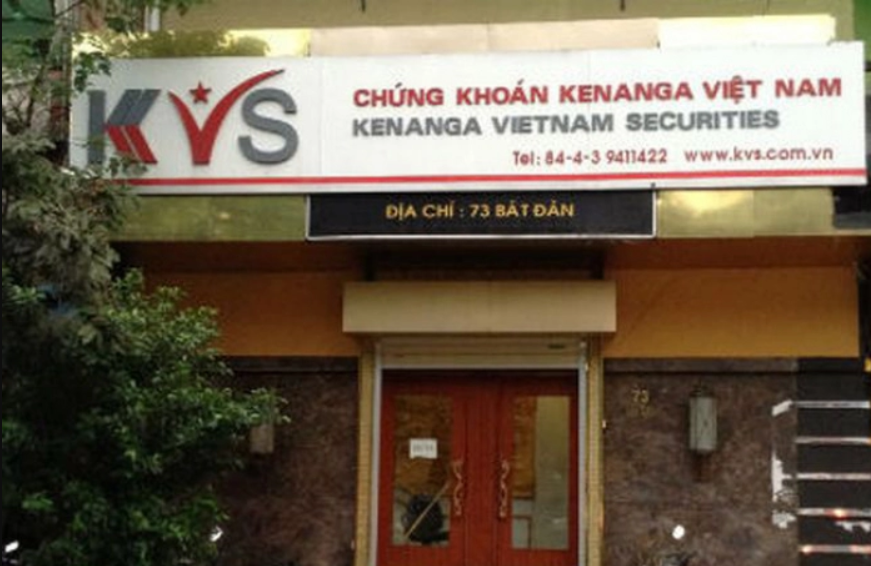 KVS
CHỨNG KHOÁN KENANGA VIỆT NAM
KENANGA VIETNAM SECURITIES
Tel: 84-4-3 9411422 www.kvs.com.vn
ĐỊA CHỈ : 73 BÁT ĐÀN
73